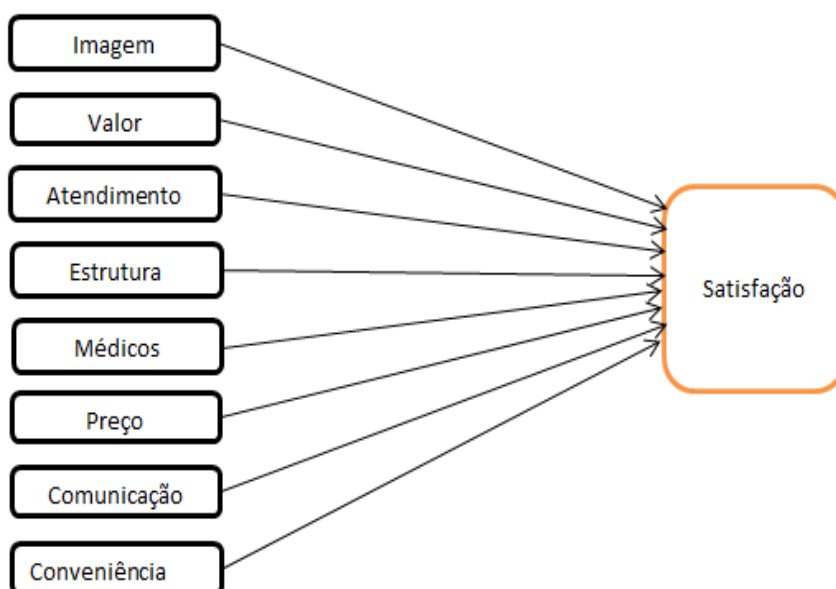 Imagem
Valor
Atendimento
Estrutura
Médicos
Preço
Comunicação
Conveniência
Satisfação